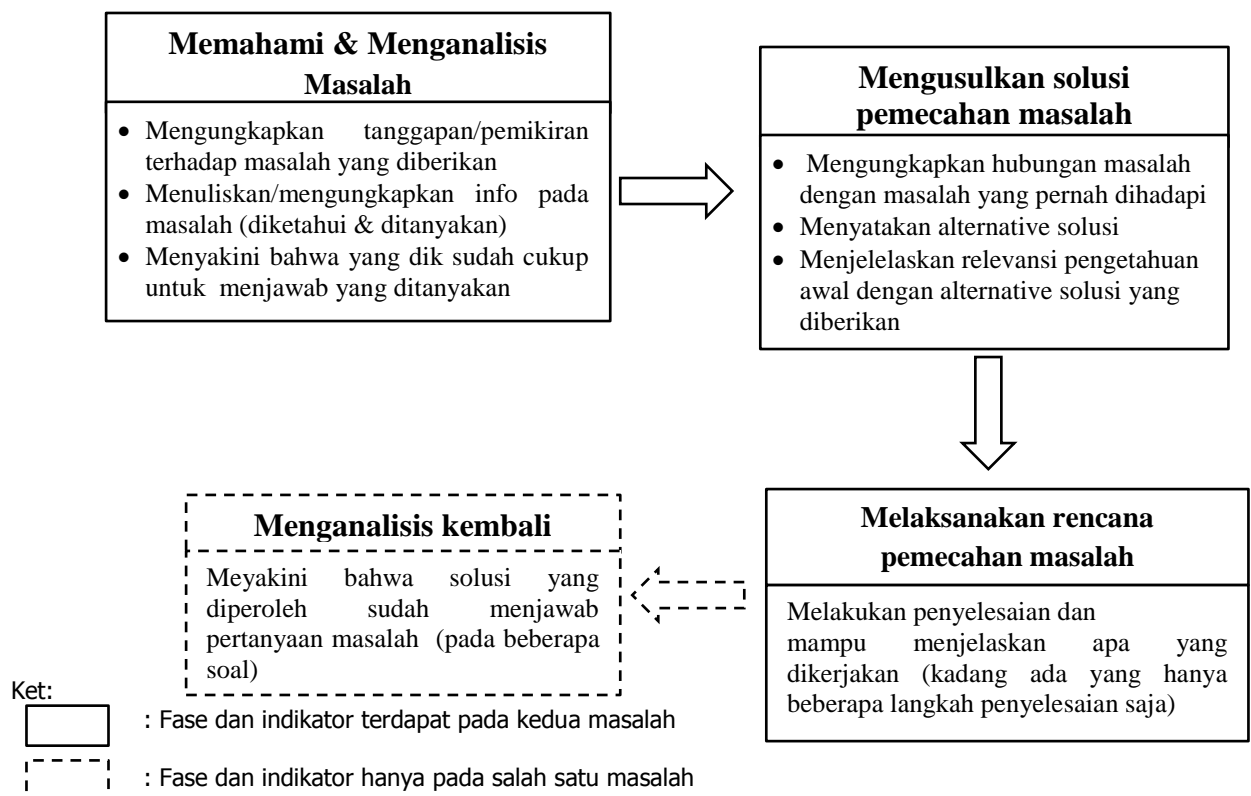 Memahami & Menganalisis
Masalah
• Mengungkapkan tanggapan/pemikiran
terhadap masalah yang diberikan
• Menuliskan/mengungkapkan info pada
masalah (diketahui & ditanyakan)
• Menyakini bahwa yang dik sudah cukup
untuk menjawab yang ditanyakan
Mengusulkan solusi
pemecahan masalah
• Mengungkapkan hubungan masalah
dengan masalah yang pernah dihadapi
• Menyatakan alternative solusi
• Menjelelaskan relevansi pengetahuan
awal dengan alternative solusi yang
diberikan
Melaksanakan rencana
pemecahan masalah
Melakukan penyelesaian dan
mampu menjelaskan apa yang
dikerjakan (kadang ada yang hanya
beberapa langkah penyelesaian saja)
Menganalisis kembali
Meyakini bahwa solusi yang
diperoleh sudah menjawab
pertanyaan masalah (pada beberapa
soal)
Ket:
: Fase dan indikator terdapat pada kedua masalah
: Fase dan indikator hanya pada salah satu masalah